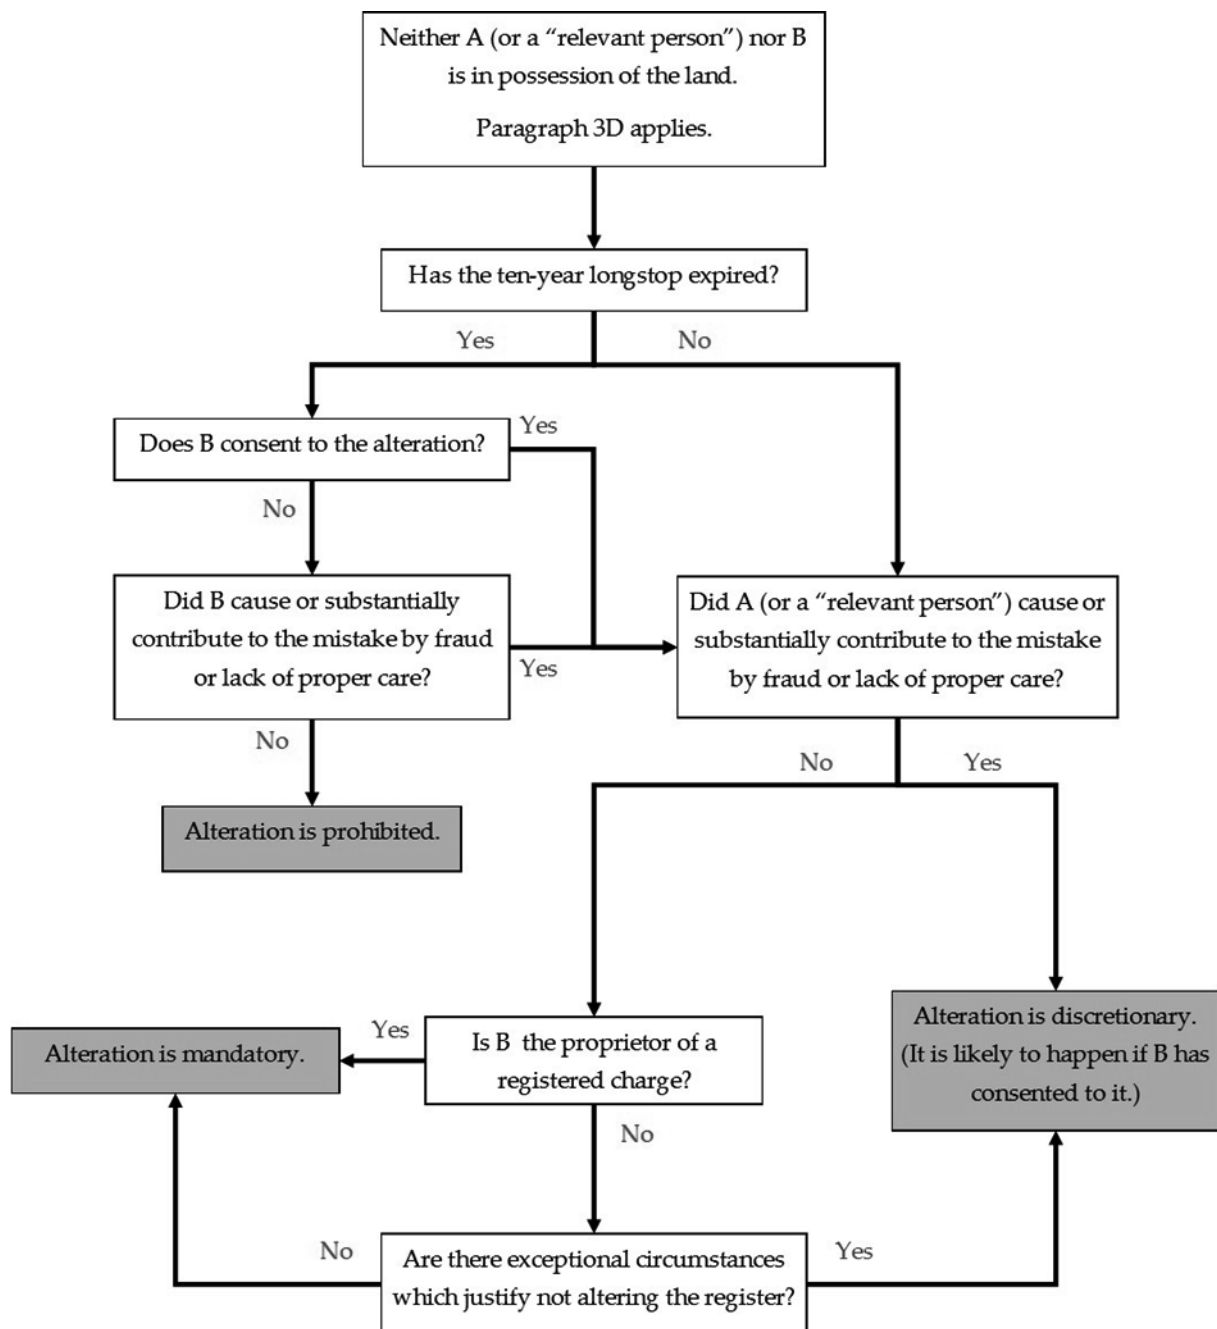 Neither A (or a “relevant person”) nor B
is in possession of the land.
Paragraph 3D applies.
Has the ten-year longstop expired?
Yes
No
Does B consent to the alteration?
Yes
No
Did B cause or substantially
contribute to the mistake by fraud
or lack of proper care?
Yes
No
Did A (or a “relevant person”) cause or
substantially contribute to the mistake
by fraud or lack of proper care?
No
Yes
Alteration is prohibited.
Alteration is discretionary.
(It is likely to happen if B has
consented to it.)
Alteration is mandatory.
Yes
Is B the proprietor of a
registered charge?
No
No
Are there exceptional circumstances
which justify not altering the register?
Yes